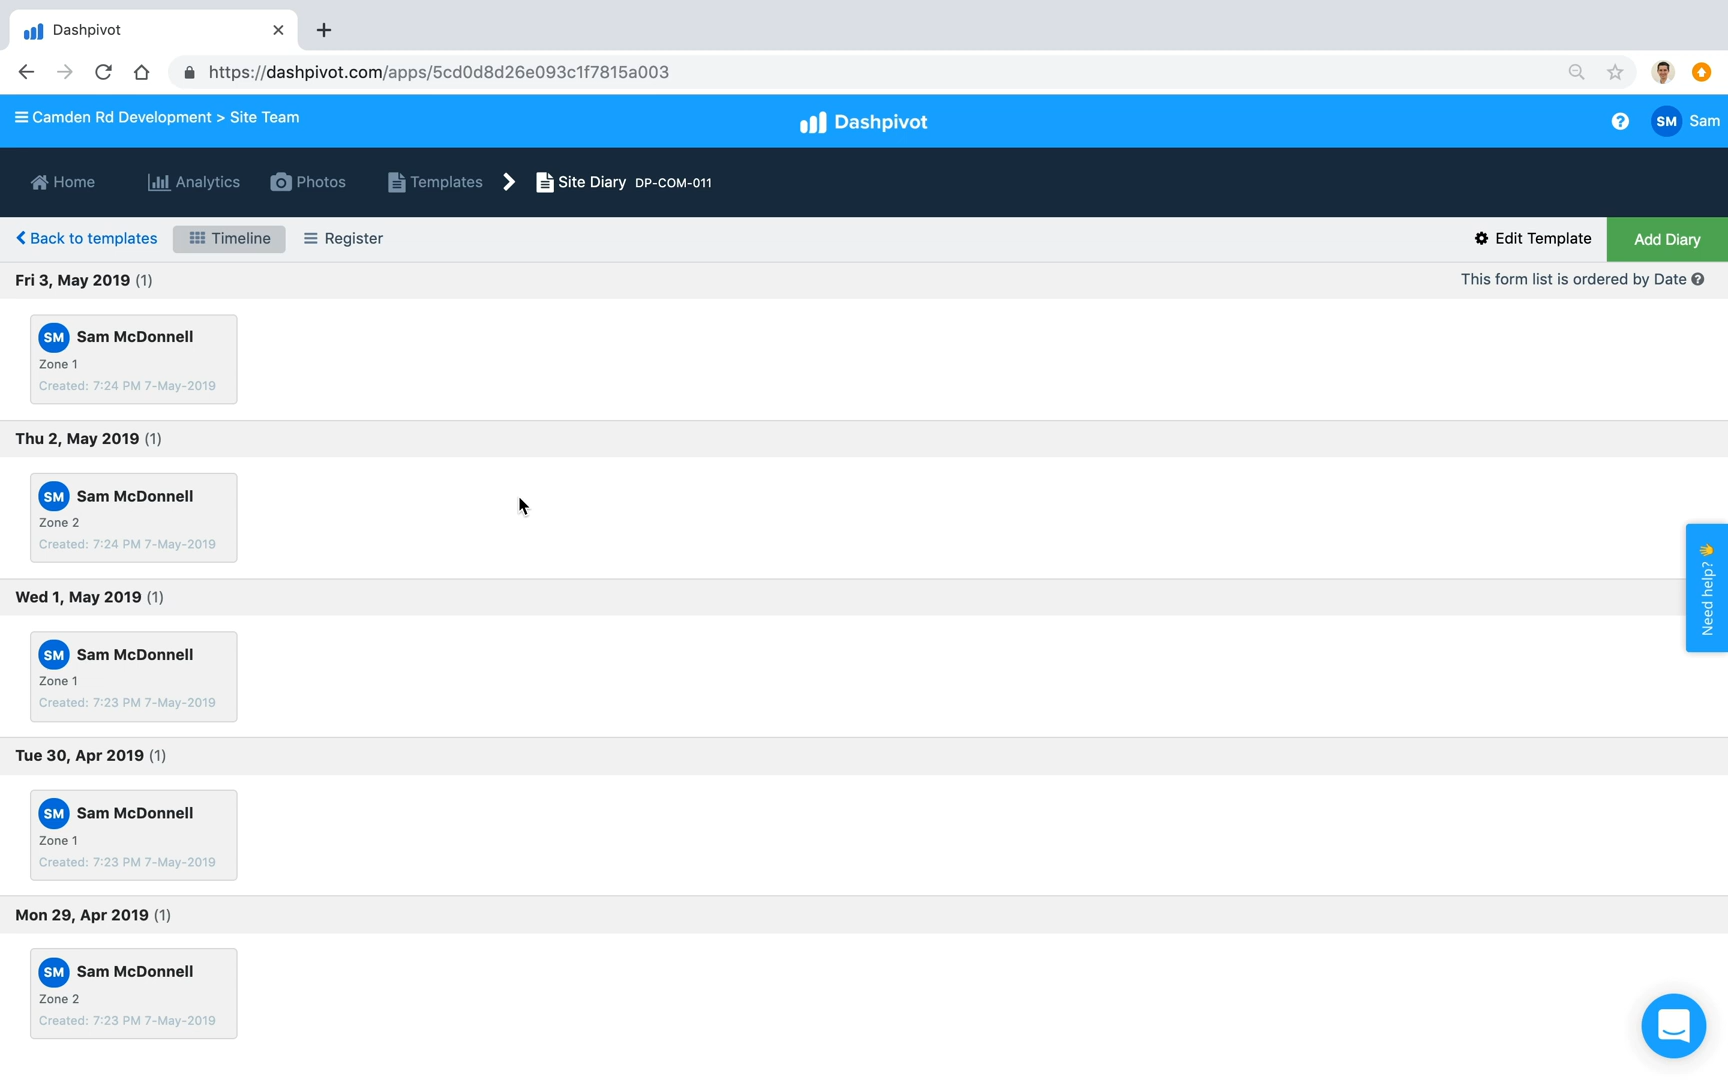 Dashpivot
https://dashpivot.com/apps/5cd0d8d26e093c1f7815a003
Camden Rd Development > Site Team
Dashpivot
SM Sam
Home
Analytics
Photos
Templates
Site Diary DP-COM-011
Back to templates
Timeline
Register
Edit Template
Add Diary
Fri 3, May 2019 (1)
This form list is ordered by Date
SM Sam McDonnell
Zone 1
Created: 7:24 PM 7-May-2019
Thu 2, May 2019 (1)
SM Sam McDonnell
Zone 2
Created: 7:24 PM 7-May-2019
Need help? 👋
Wed 1, May 2019 (1)
SM Sam McDonnell
Zone 1
Created: 7:23 PM 7-May-2019
Tue 30, Apr 2019 (1)
SM Sam McDonnell
Zone 1
Created: 7:23 PM 7-May-2019
Mon 29, Apr 2019 (1)
SM Sam McDonnell
Zone 2
Created: 7:23 PM 7-May-2019